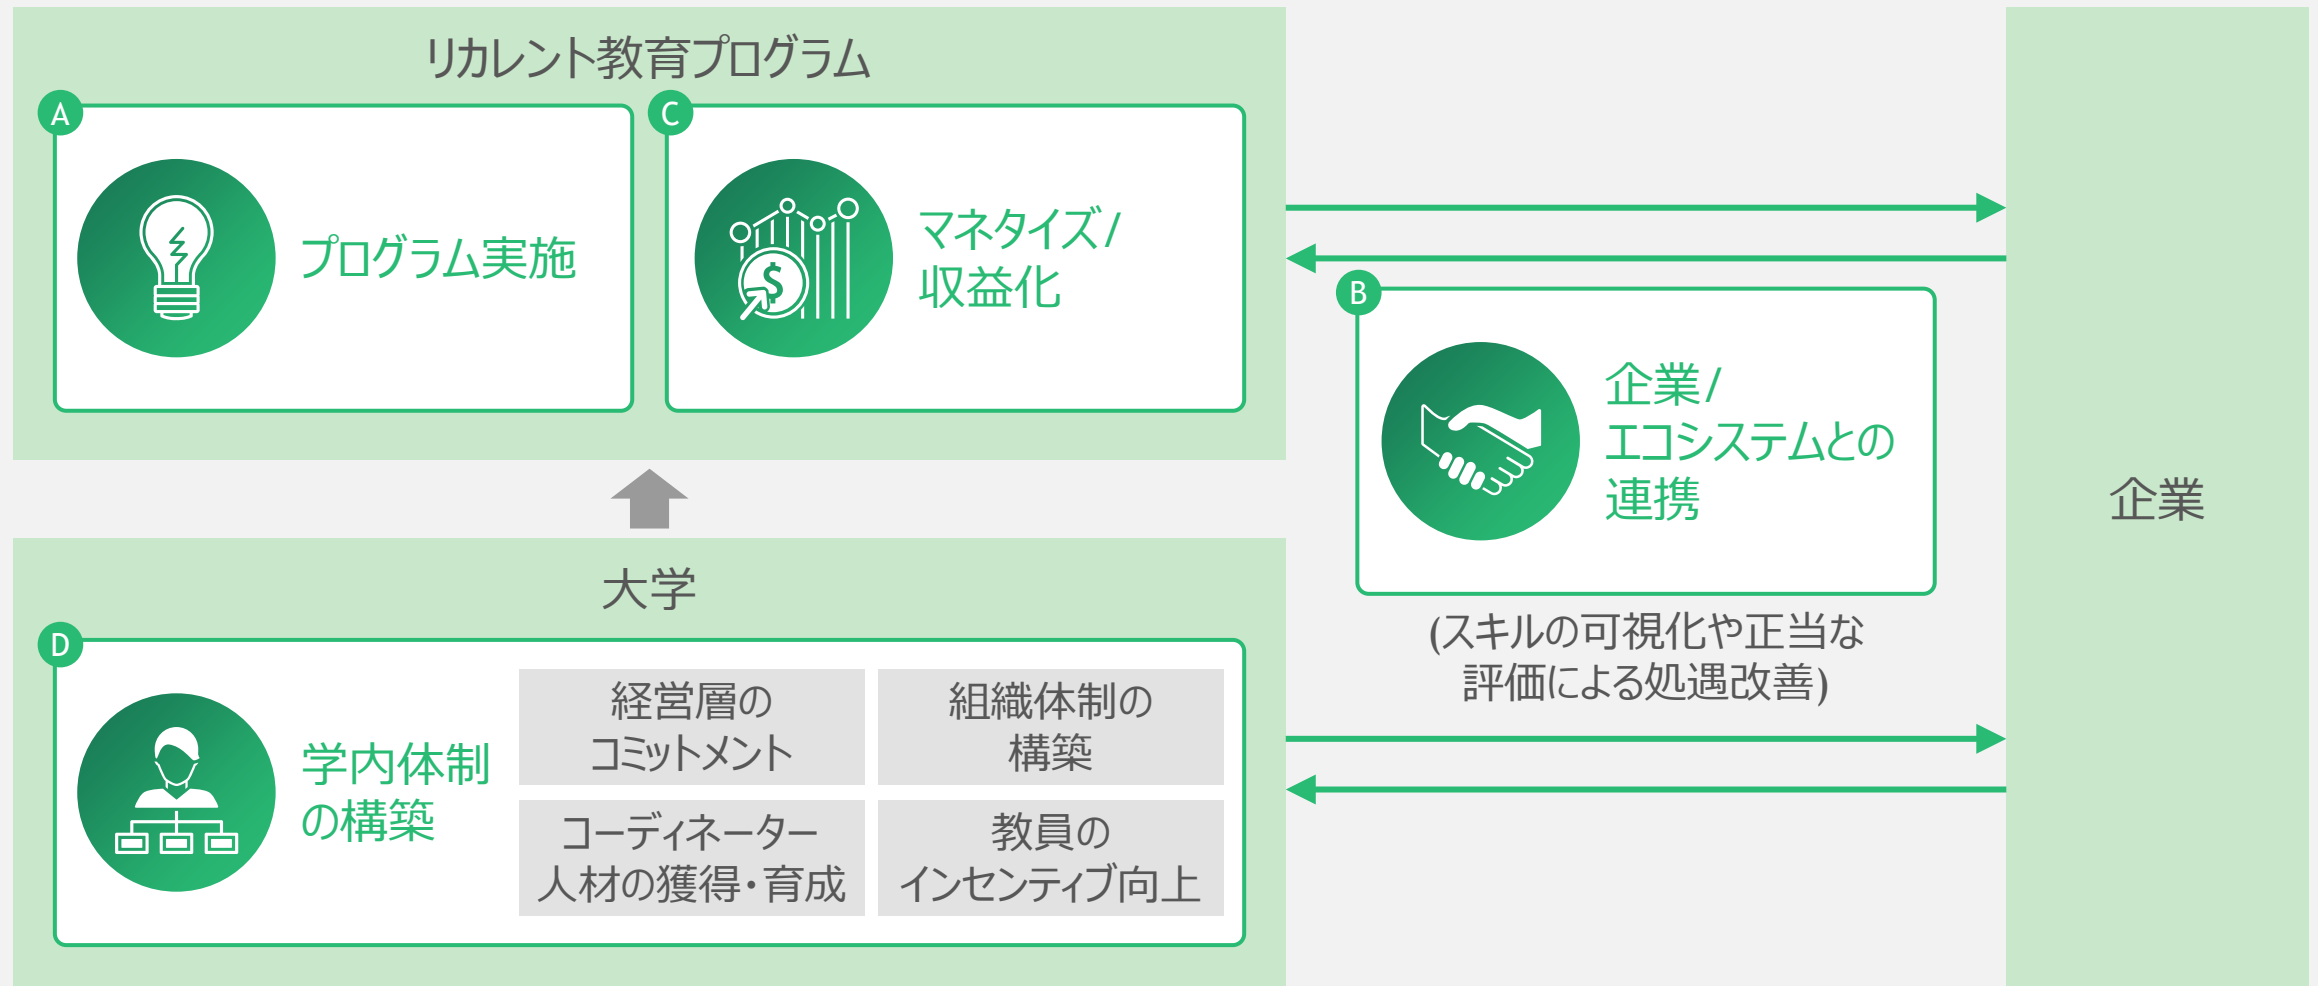 リカレント教育プログラム
A
プログラム実施
C
マネタイズ/
収益化
$
B
企業/
エコシステムとの
連携
(スキルの可視化や正当な
評価による処遇改善)
企業
大学
D
学内体制
の構築
経営層の
コミットメント
組織体制の
構築
コーディネーター
人材の獲得・育成
教員の
インセンティブ向上